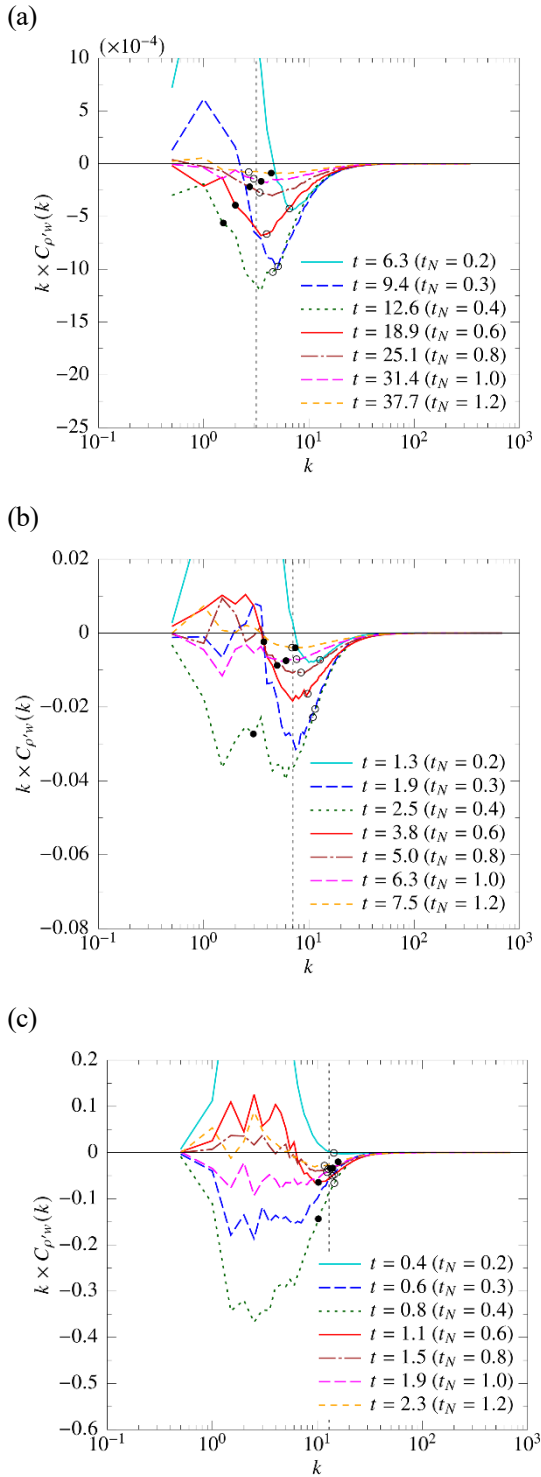 (a)
(×10⁻⁴)
10
5
0
−5
−10
−15
−20
−25
k × C_{ρ′w}(k)
t = 6.3 (t_N = 0.2)
t = 9.4 (t_N = 0.3)
t = 12.6 (t_N = 0.4)
t = 18.9 (t_N = 0.6)
t = 25.1 (t_N = 0.8)
t = 31.4 (t_N = 1.0)
t = 37.7 (t_N = 1.2)
10⁻¹ 10⁰ 10¹ 10² 10³
k
(b)
0.02
0
−0.02
−0.04
−0.06
−0.08
k × C_{ρ′w}(k)
t = 1.3 (t_N = 0.2)
t = 1.9 (t_N = 0.3)
t = 2.5 (t_N = 0.4)
t = 3.8 (t_N = 0.6)
t = 5.0 (t_N = 0.8)
t = 6.3 (t_N = 1.0)
t = 7.5 (t_N = 1.2)
10⁻¹ 10⁰ 10¹ 10² 10³
k
(c)
0.2
0.1
0
−0.1
−0.2
−0.3
−0.4
−0.5
−0.6
k × C_{ρ′w}(k)
t = 0.4 (t_N = 0.2)
t = 0.6 (t_N = 0.3)
t = 0.8 (t_N = 0.4)
t = 1.1 (t_N = 0.6)
t = 1.5 (t_N = 0.8)
t = 1.9 (t_N = 1.0)
t = 2.3 (t_N = 1.2)
10⁻¹ 10⁰ 10¹ 10² 10³
k